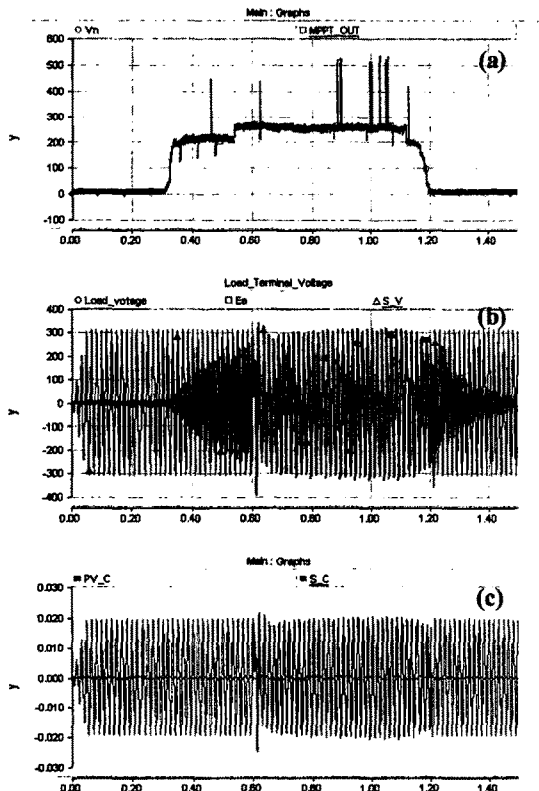 Main : Graphs
Vn MPPT_OUT
(a)
600
500
400
300
200
100
0
-100
y
0.00 0.20 0.40 0.60 0.80 1.00 1.20 1.40
Load_Terminal_Voltage
Load_votage Ea S_V
(b)
400
300
200
100
0
-100
-200
-300
-400
y
0.00 0.20 0.40 0.60 0.80 1.00 1.20 1.40
Main : Graphs
PV_C S_C
(c)
0.030
0.020
0.010
0.000
-0.010
-0.020
-0.030
y
0.00 0.20 0.40 0.60 0.80 1.00 1.20 1.40